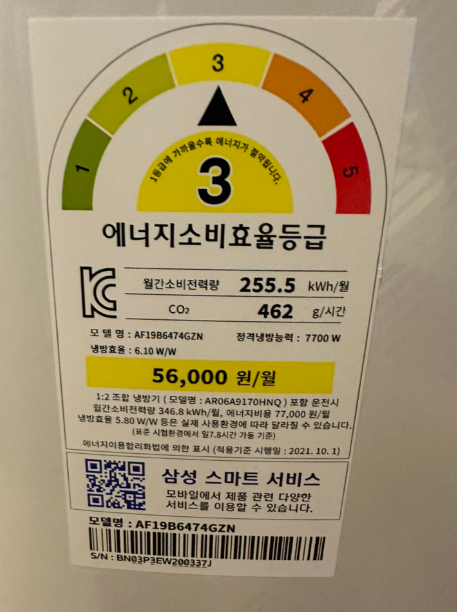 1 2 3 4 5
1등급에 가까울수록 에너지가 절약됩니다.
3
에너지소비효율등급
월간소비전력량 255.5 kWh/월
CO₂ 462 g/시간
모델명 : AF19B6474GZN 정격냉방능력 : 7700 W
냉방효율 : 6.10 W/W
56,000 원/월
1:2 조합 냉방기 ( 모델명 : AR06A9170HNQ ) 포함 운전시
월간소비전력량 346.8 kWh/월, 에너지비용 77,000 원/월
냉방효율 5.80 W/W 등은 실제 사용환경에 따라 달라질 수 있습니다.
(표준 시험환경에서 일7.8시간 가동 기준)
에너지이용합리화법에 의한 표시 (적용기준 시행일 : 2021. 10. 1)
삼성 스마트 서비스
모바일에서 제품 관련 다양한
서비스를 이용할 수 있습니다.
모델명 : AF19B6474GZN
S/N : BN03P3EW200337J